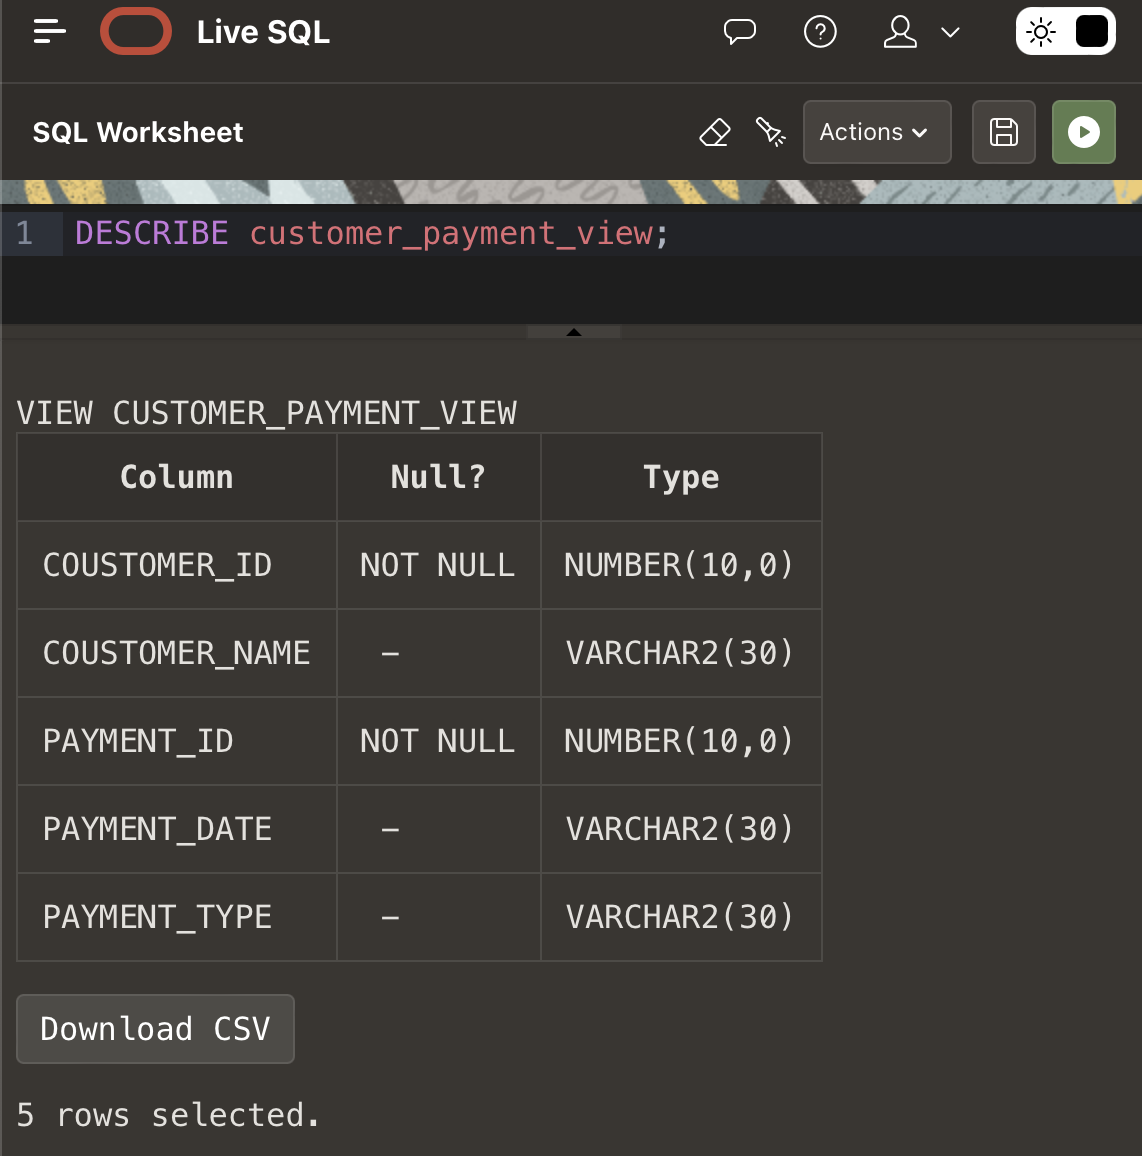 Live SQL
SQL Worksheet
Actions
1 DESCRIBE customer_payment_view;
VIEW CUSTOMER_PAYMENT_VIEW
Column Null? Type
COUSTOMER_ID NOT NULL NUMBER(10,0)
COUSTOMER_NAME – VARCHAR2(30)
PAYMENT_ID NOT NULL NUMBER(10,0)
PAYMENT_DATE – VARCHAR2(30)
PAYMENT_TYPE – VARCHAR2(30)
Download CSV
5 rows selected.